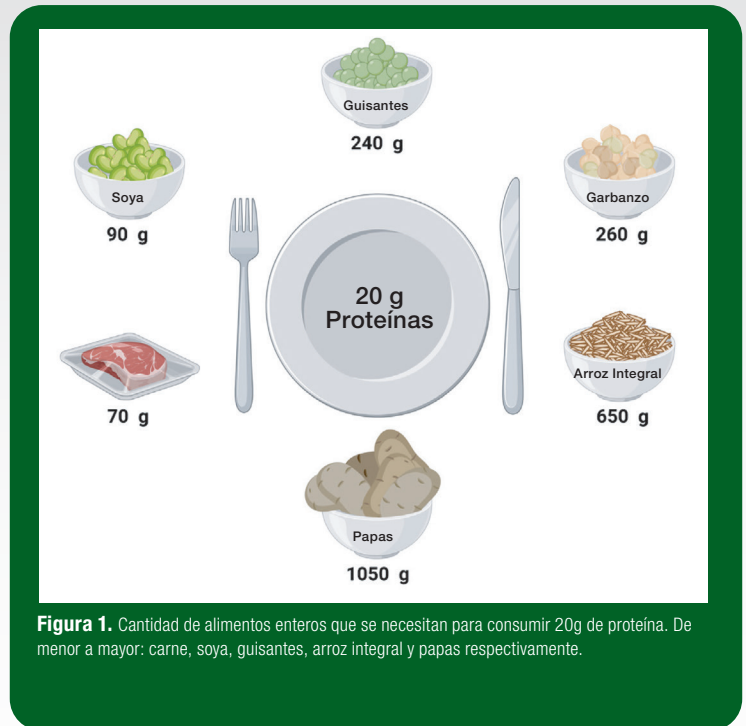 Guisantes
240 g
Soya
90 g
Garbanzo
260 g
20 g
Proteínas
70 g
Arroz Integral
650 g
Papas
1050 g
Figura 1. Cantidad de alimentos enteros que se necesitan para consumir 20g de proteína. De
menor a mayor: carne, soya, guisantes, arroz integral y papas respectivamente.